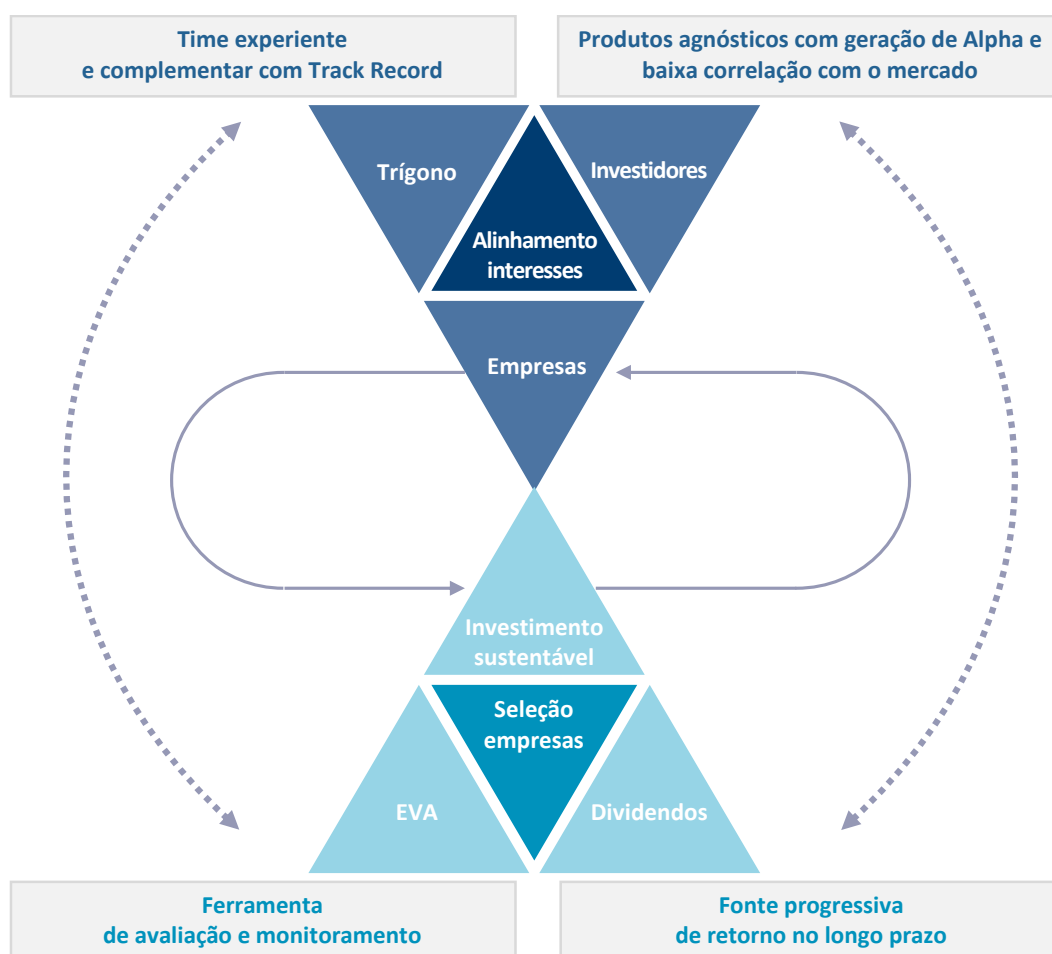 Time experiente
e complementar com Track Record
Produtos agnósticos com geração de Alpha e
baixa correlação com o mercado
Trígono
Investidores
Alinhamento
interesses
Empresas
Investimento
sustentável
Seleção
empresas
EVA
Dividendos
Ferramenta
de avaliação e monitoramento
Fonte progressiva
de retorno no longo prazo